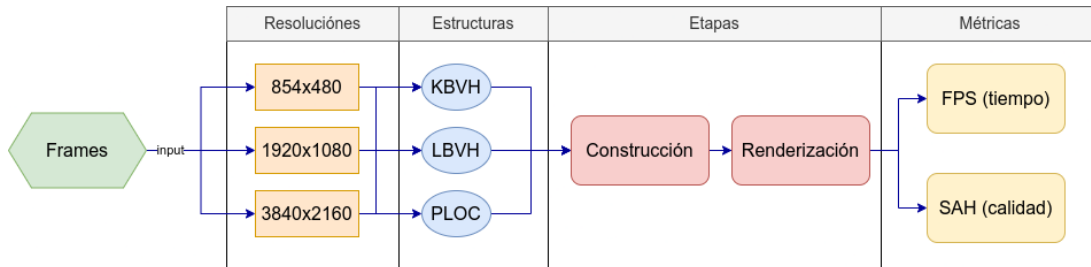 Resoluciónes
Estructuras
Etapas
Métricas
Frames
input
854x480
1920x1080
3840x2160
KBVH
LBVH
PLOC
Construcción
Renderización
FPS (tiempo)
SAH (calidad)